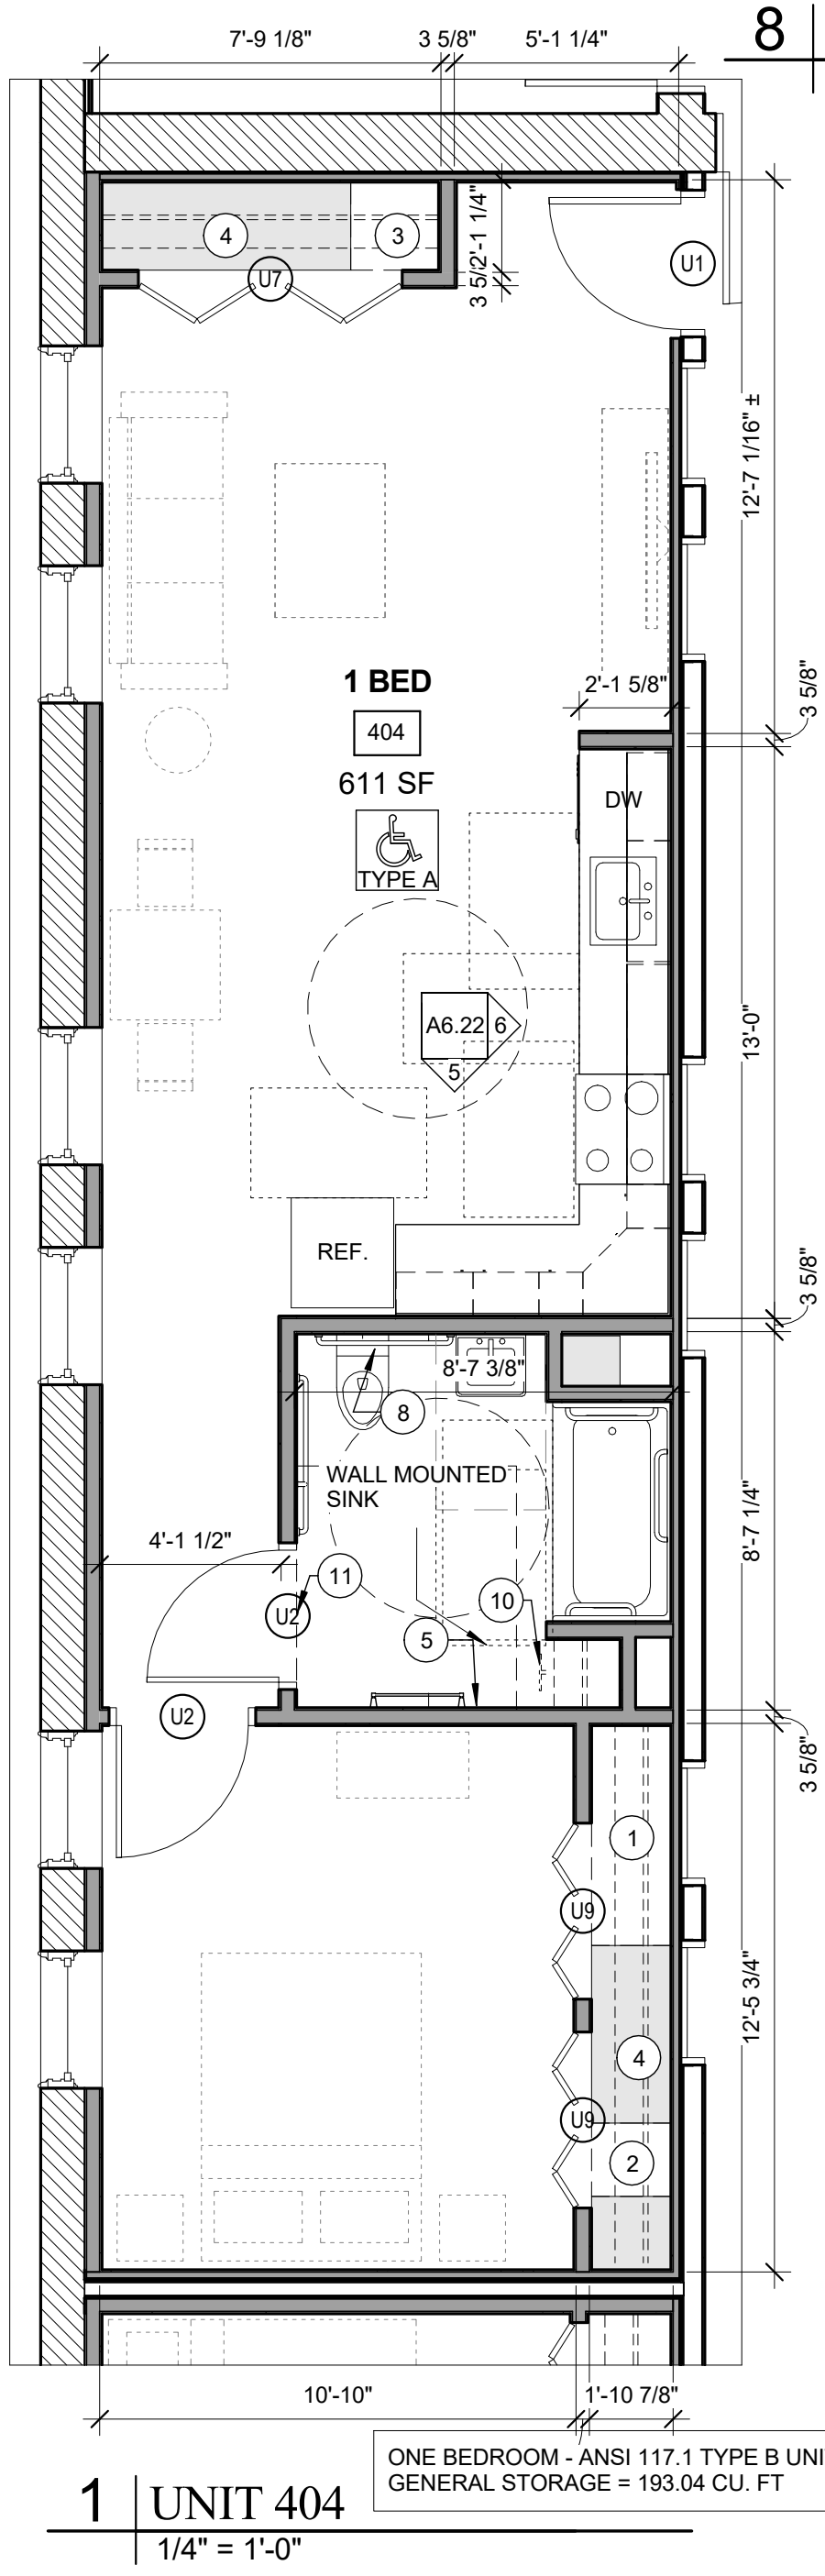 8
7'-9 1/8"
3 5/8"
5'-1 1/4"
4
3
U7
2'-1 1/4"
3 5/
U1
12'-7 1/16" ±
1 BED
404
611 SF
TYPE A
2'-1 5/8"
3 5/8"
DW
A6.22
6
5
13'-0"
REF.
3 5/8"
8'-7 3/8"
8
WALL MOUNTED
SINK
4'-1 1/2"
11
U2
10
5
8'-7 1/4"
U2
3 5/8"
1
U9
4
U9
2
12'-5 3/4"
10'-10"
1'-10 7/8"
ONE BEDROOM - ANSI 117.1 TYPE B UNI
GENERAL STORAGE = 193.04 CU. FT
1
UNIT 404
1/4" = 1'-0"